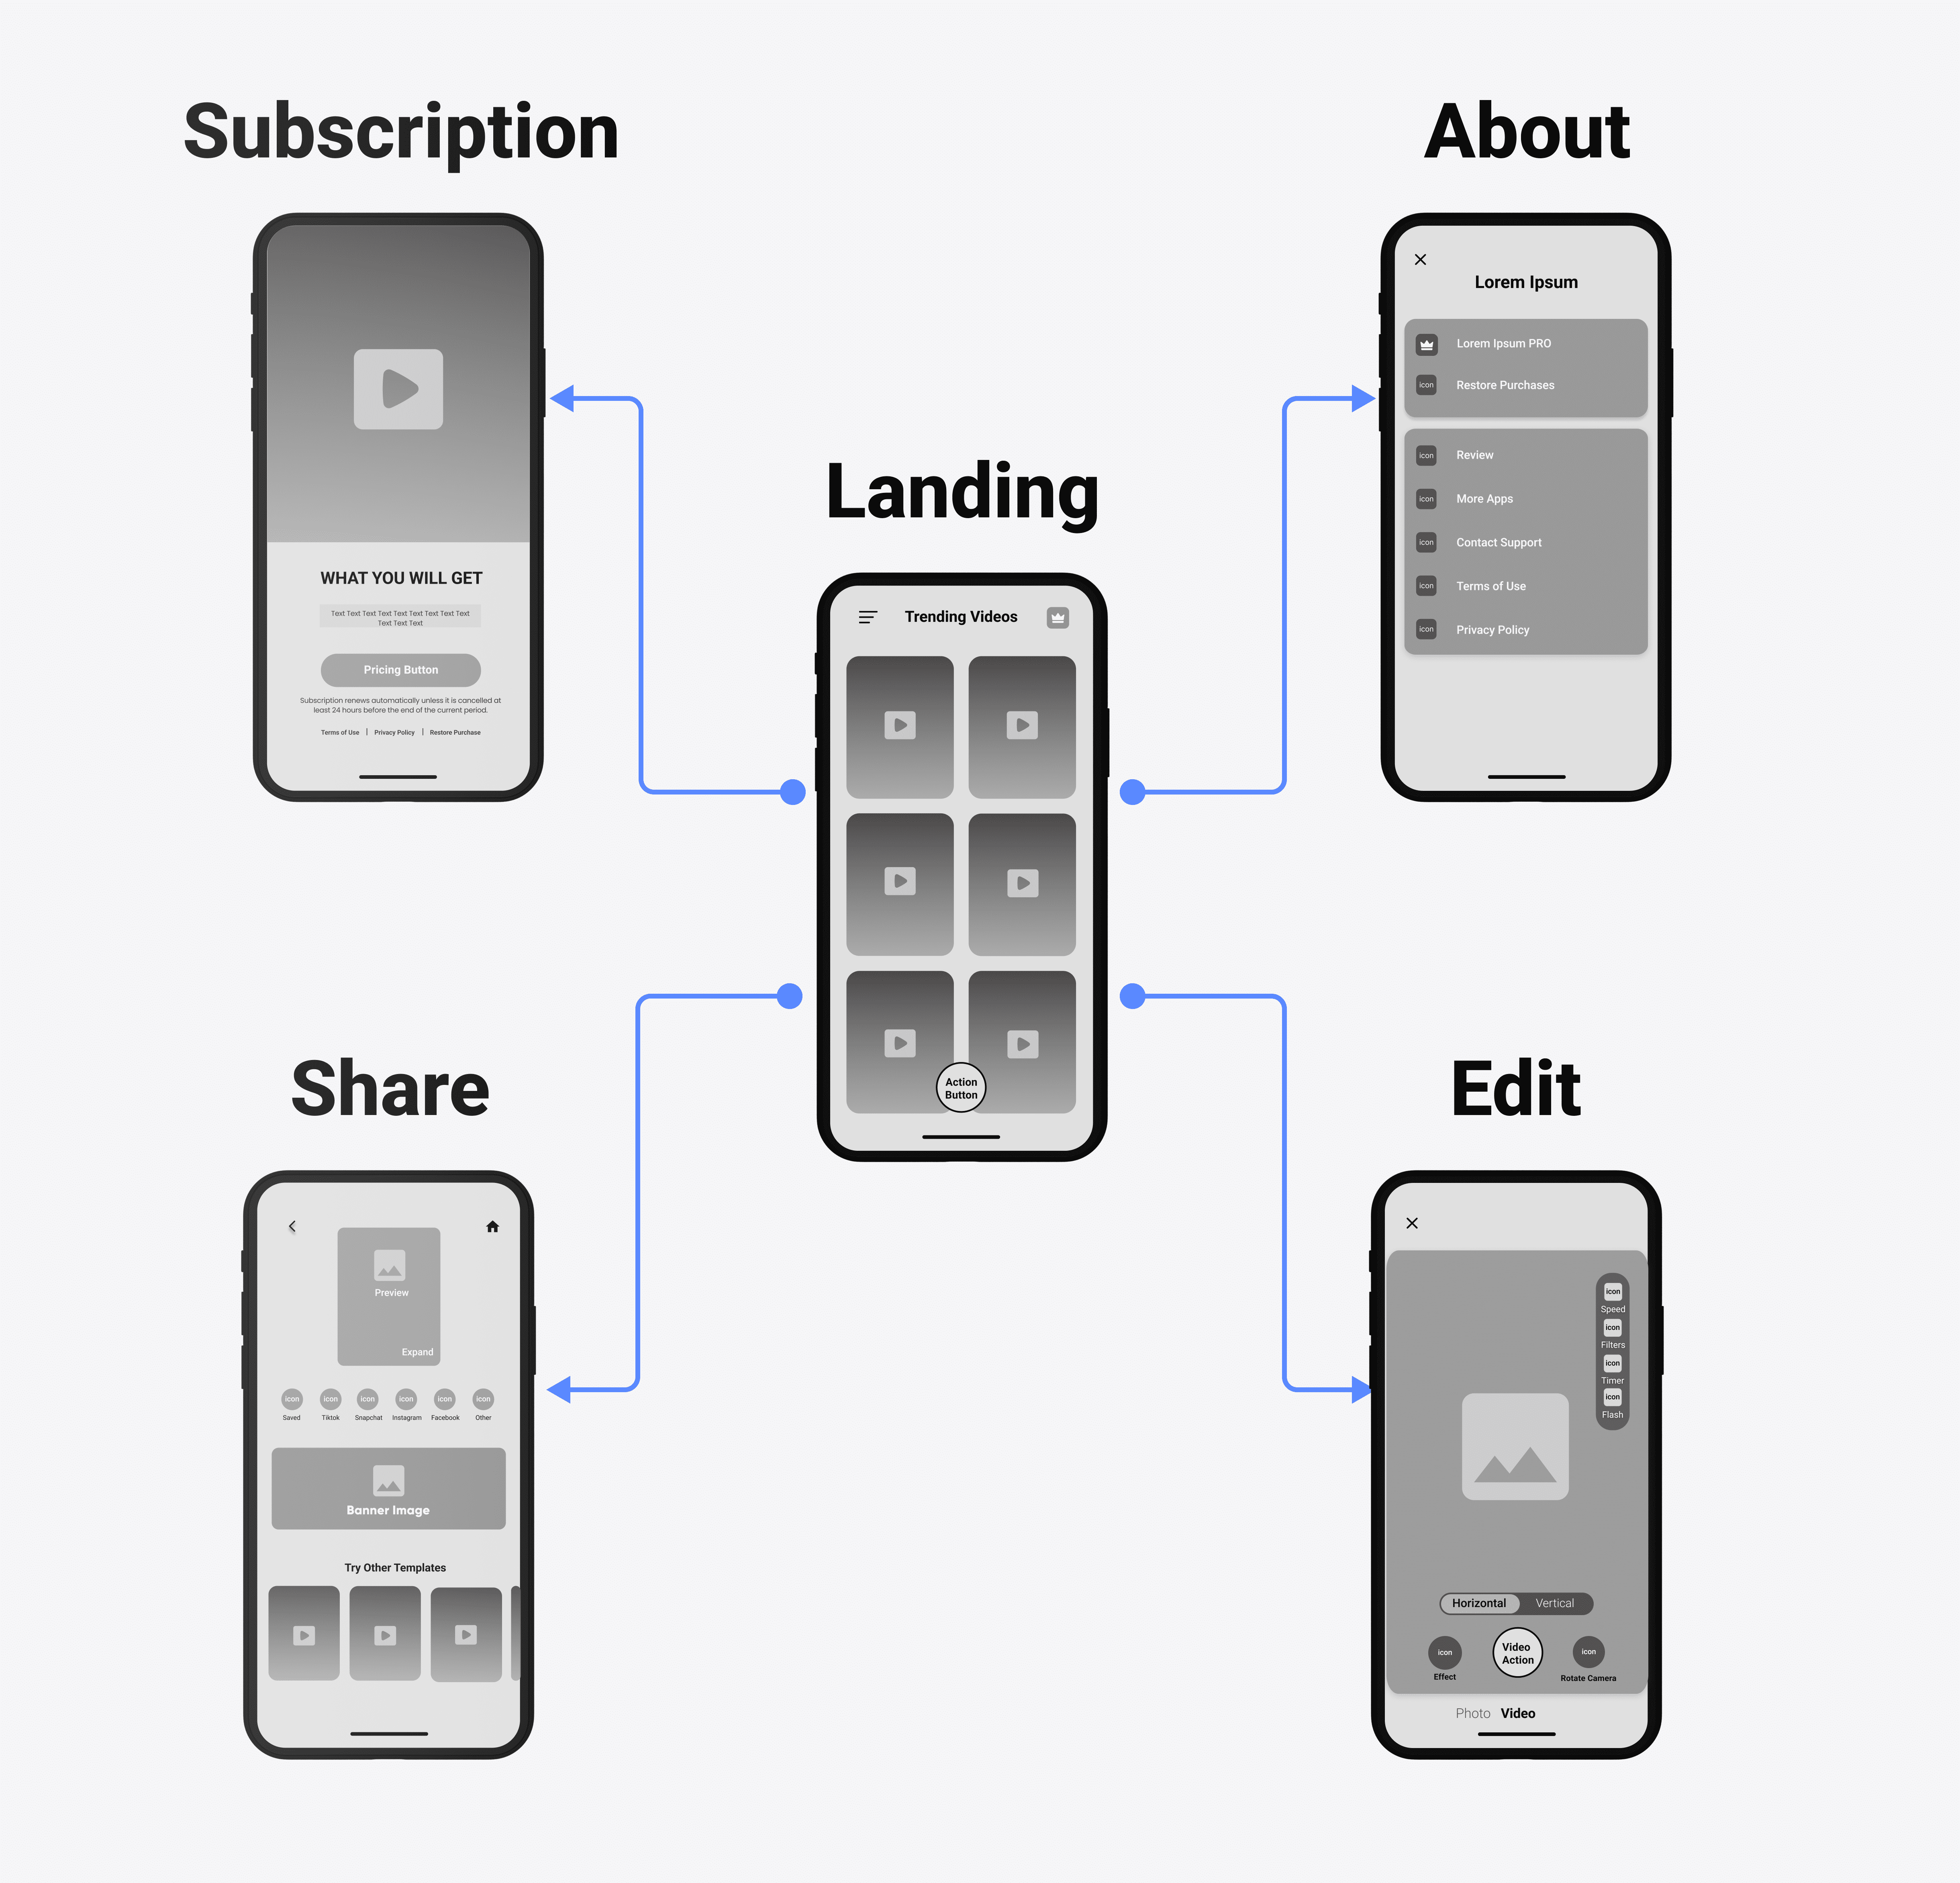 Subscription
WHAT YOU WILL GET
Text Text Text Text Text Text Text Text Text
Text Text Text
Pricing Button
Subscription renews automatically unless it is cancelled at
least 24 hours before the end of the current period.
Terms of Use | Privacy Policy | Restore Purchase
About
Lorem Ipsum
Lorem Ipsum PRO
icon Restore Purchases
icon Review
icon More Apps
icon Contact Support
icon Terms of Use
icon Privacy Policy
Landing
Trending Videos
Action
Button
Share
Preview
Expand
icon icon icon icon icon icon
Saved Tiktok Snapchat Instagram Facebook Other
Banner Image
Try Other Templates
Edit
icon
Speed
icon
Filters
icon
Timer
icon
Flash
Horizontal Vertical
icon
Effect
Video
Action
icon
Rotate Camera
Photo Video